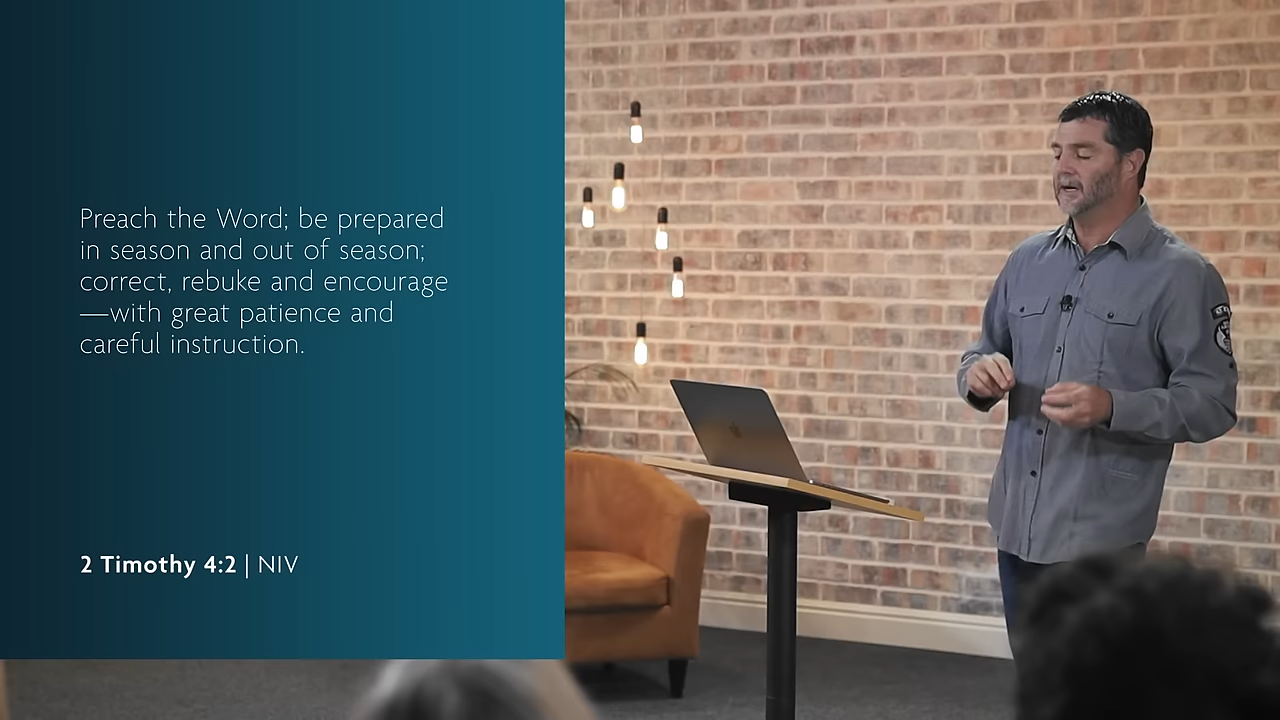 Preach the Word; be prepared
in season and out of season;
correct, rebuke and encourage
—with great patience and
careful instruction.
2 Timothy 4:2 | NIV